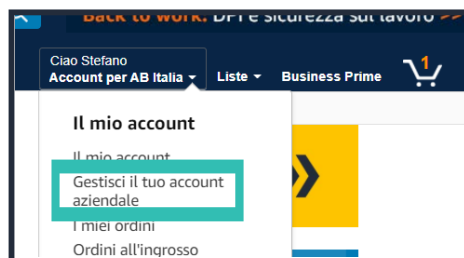 Back to work. DPI e sicurezza sul lavoro >>
Ciao Stefano
Account per AB Italia
Liste
Business Prime
1
Il mio account
Il mio account
Gestisci il tuo account
aziendale
I miei ordini
Ordini all'ingrosso